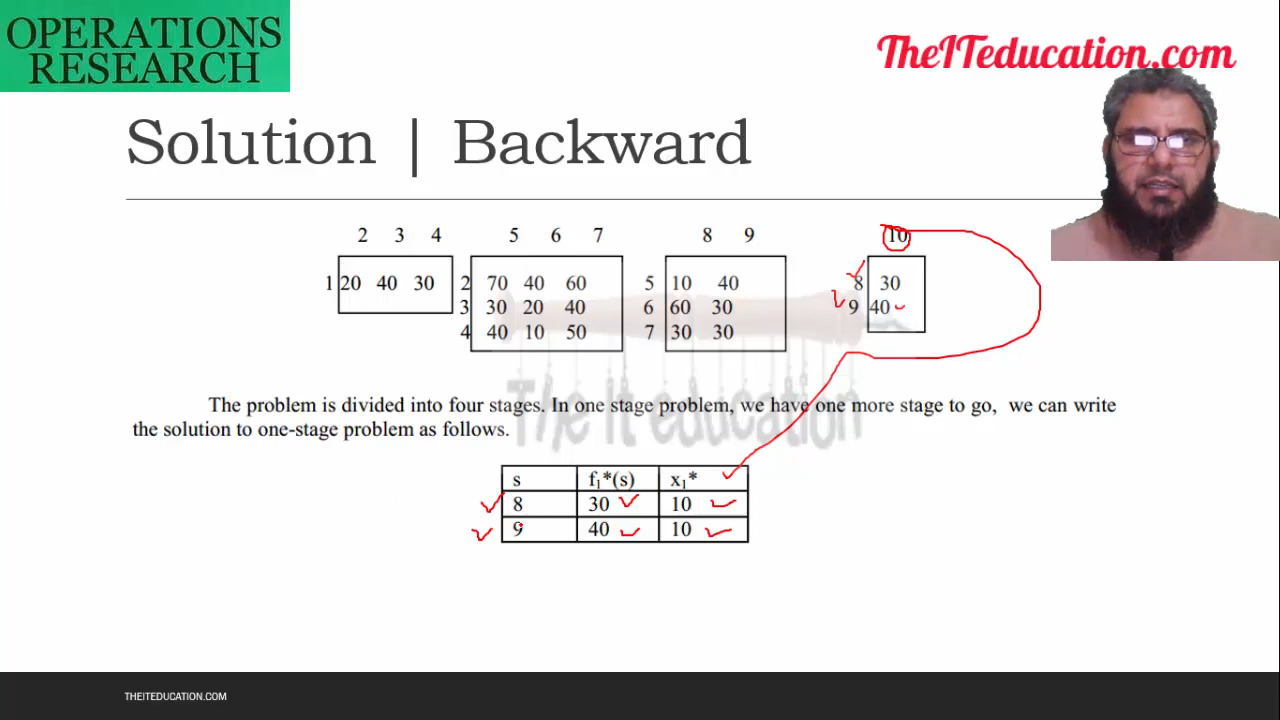 OPERATIONS
RESEARCH
TheITeducation.com
Solution | Backward
2 3 4
5 6 7
8 9
10
1 20 40 30
2 70 40 60
3 30 20 40
4 40 10 50
5 10 40
6 60 30
7 30 30
8 30
9 40
The It education
The problem is divided into four stages. In one stage problem, we have one more stage to go, we can write
the solution to one-stage problem as follows.
s f₁*(s) x₁*
8 30 10
9 40 10
THEITEDUCATION.COM